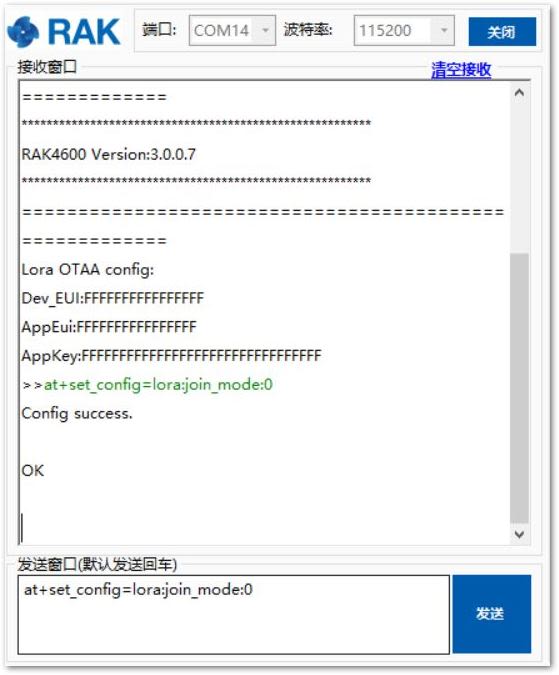 RAK 端口: COM14 波特率: 115200 关闭
接收窗口 清空接收
=============
********************************************************
RAK4600 Version:3.0.0.7
********************************************************
===========================================
=============
Lora OTAA config:
Dev_EUI:FFFFFFFFFFFFFFFF
AppEui:FFFFFFFFFFFFFFFF
AppKey:FFFFFFFFFFFFFFFFFFFFFFFFFFFFFFFF
>>at+set_config=lora:join_mode:0
Config success.
OK
发送窗口(默认发送回车)
at+set_config=lora:join_mode:0
发送